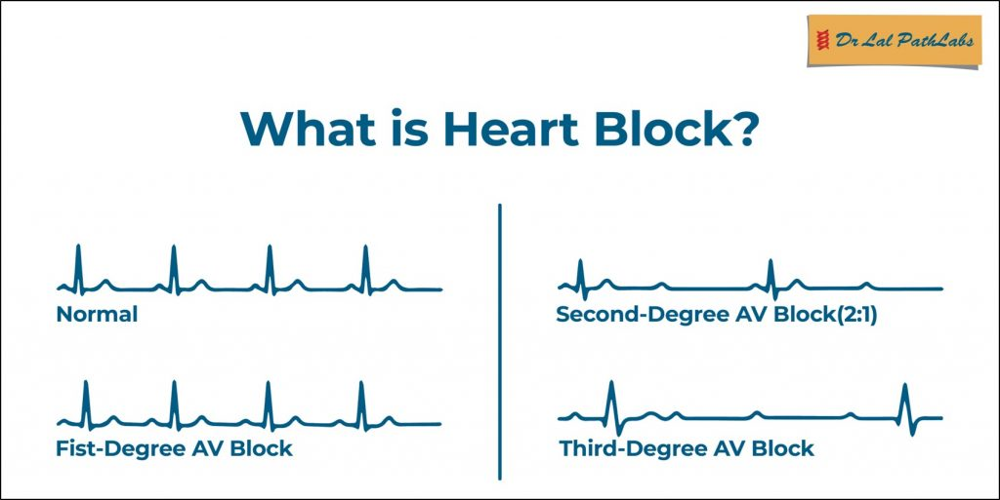 Dr Lal PathLabs
What is Heart Block?
Normal
Fist-Degree AV Block
Second-Degree AV Block(2:1)
Third-Degree AV Block